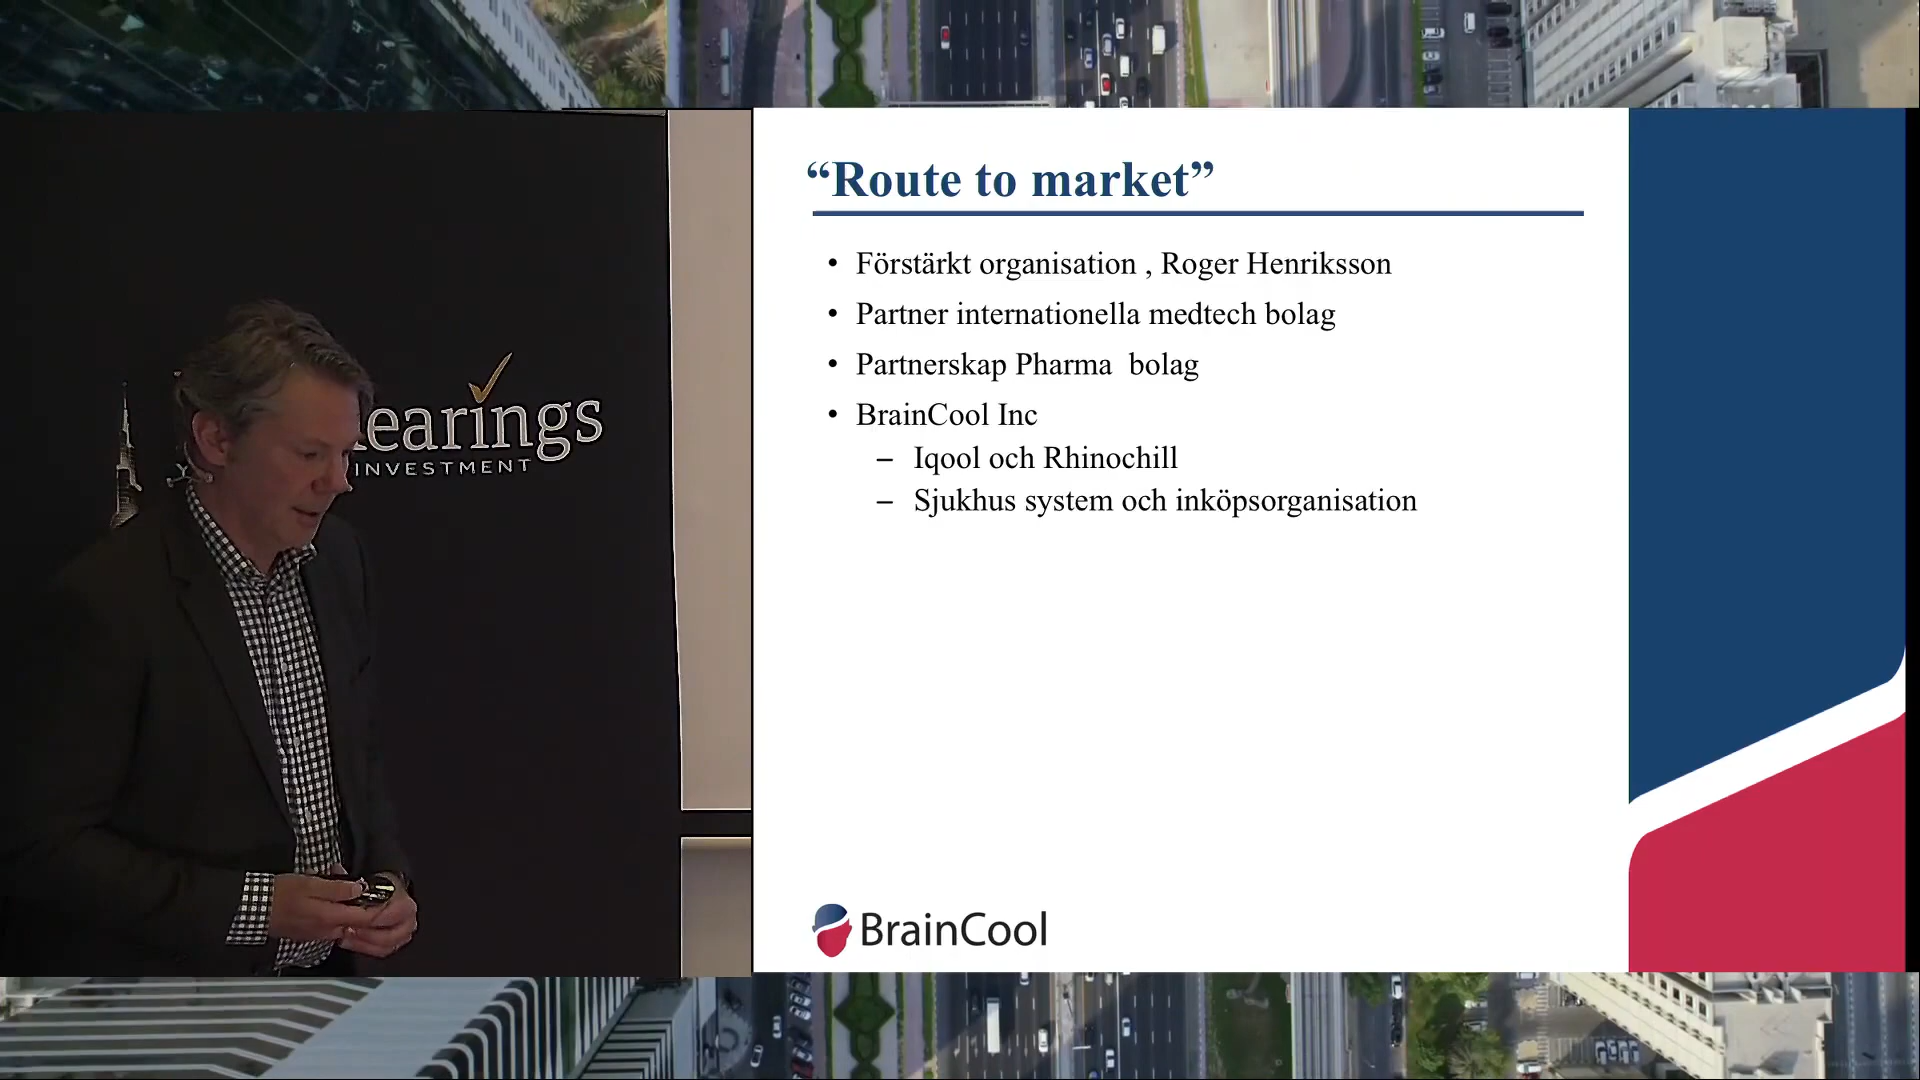 earings
INVESTMENT
“Route to market”
• Förstärkt organisation , Roger Henriksson
• Partner internationella medtech bolag
• Partnerskap Pharma  bolag
• BrainCool Inc
– Iqool och Rhinochill
– Sjukhus system och inköpsorganisation
BrainCool